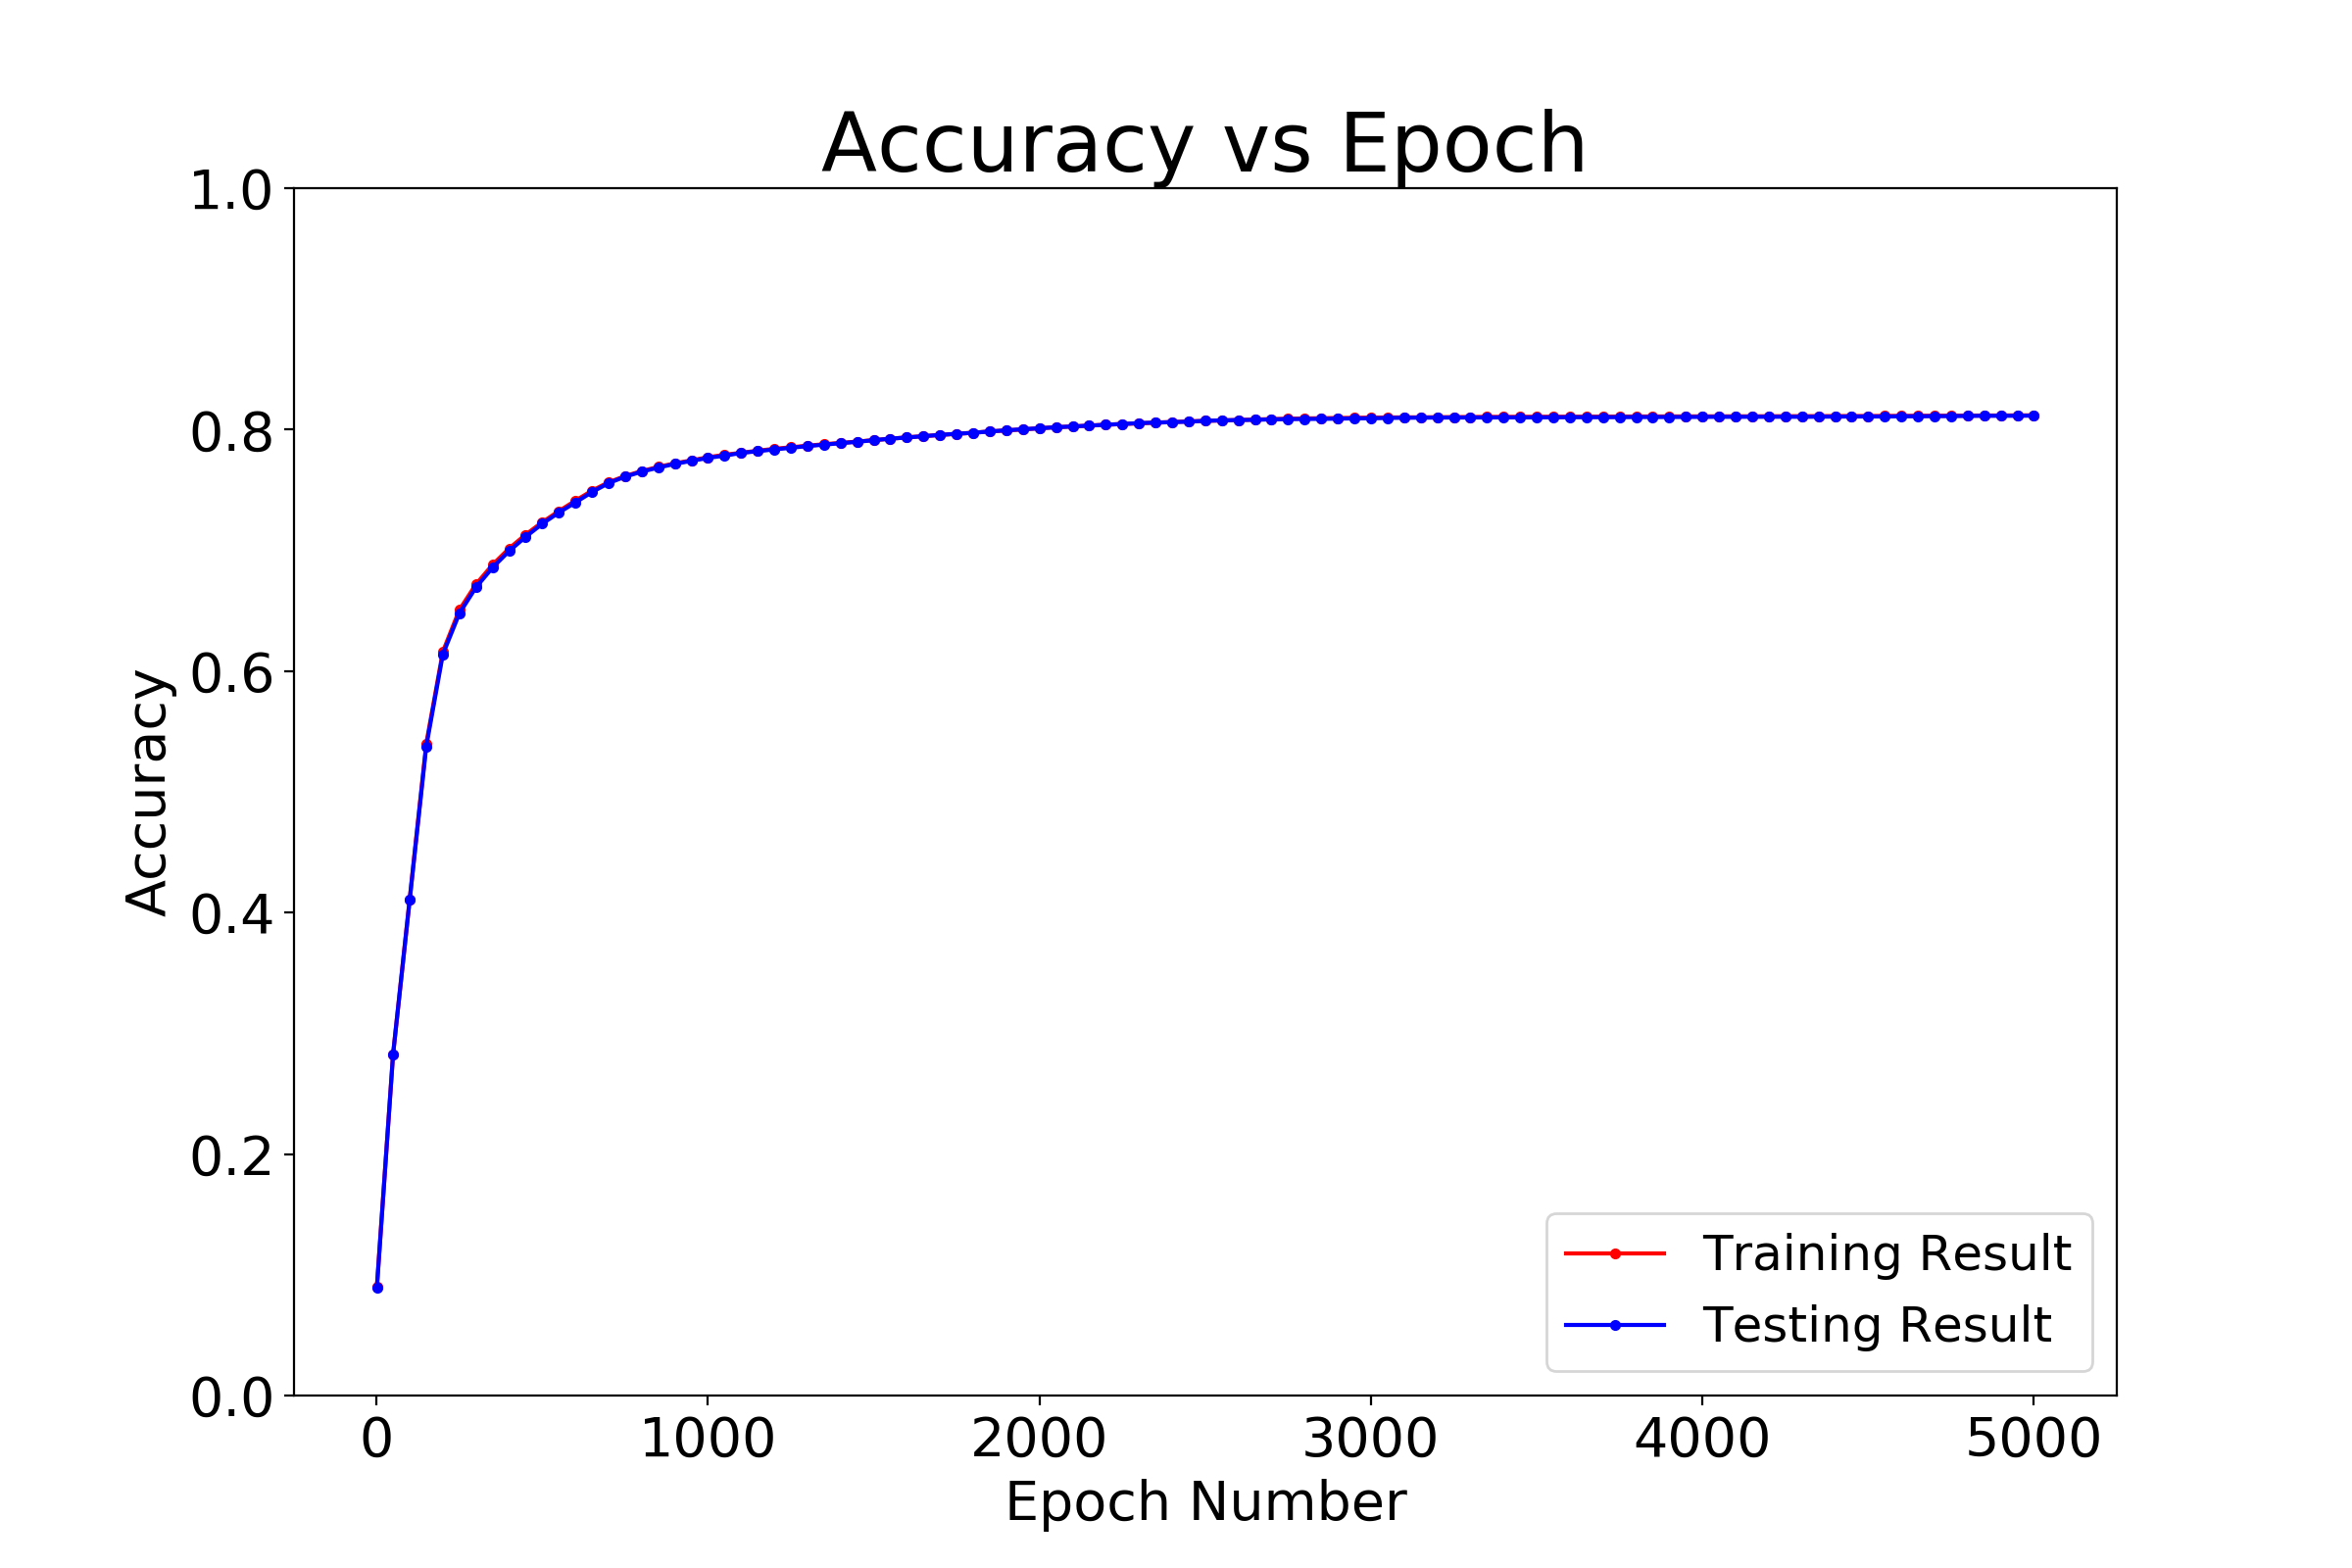 Accuracy vs Epoch
1.0
0.8
0.6
0.4
0.2
0.0
Accuracy
0 1000 2000 3000 4000 5000
Epoch Number
Training Result
Testing Result